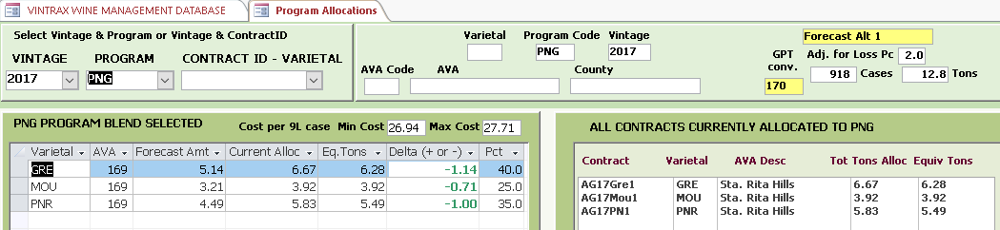 VINTRAX WINE MANAGEMENT DATABASE Program Allocations
Select Vintage & Program or Vintage & ContractID
VINTAGE PROGRAM CONTRACT ID - VARIETAL
2017 PNG
Varietal Program Code Vintage
PNG 2017
AVA Code AVA County
Forecast Alt 1
GPT conv. Adj. for Loss Pc 2.0
918 Cases 12.8 Tons
170
PNG PROGRAM BLEND SELECTED Cost per 9L case Min Cost 26.94 Max Cost 27.71
Varietal AVA Forecast Amt Current Alloc Eq.Tons Delta (+ or -) Pct
GRE 169 5.14 6.67 6.28 -1.14 40.0
MOU 169 3.21 3.92 3.92 -0.71 25.0
PNR 169 4.49 5.83 5.49 -1.00 35.0
ALL CONTRACTS CURRENTLY ALLOCATED TO PNG
Contract Varietal AVA Desc Tot Tons Alloc Equiv Tons
AG17Gre1 GRE Sta. Rita Hills 6.67 6.28
AG17Mou1 MOU Sta. Rita Hills 3.92 3.92
AG17PN1 PNR Sta. Rita Hills 5.83 5.49